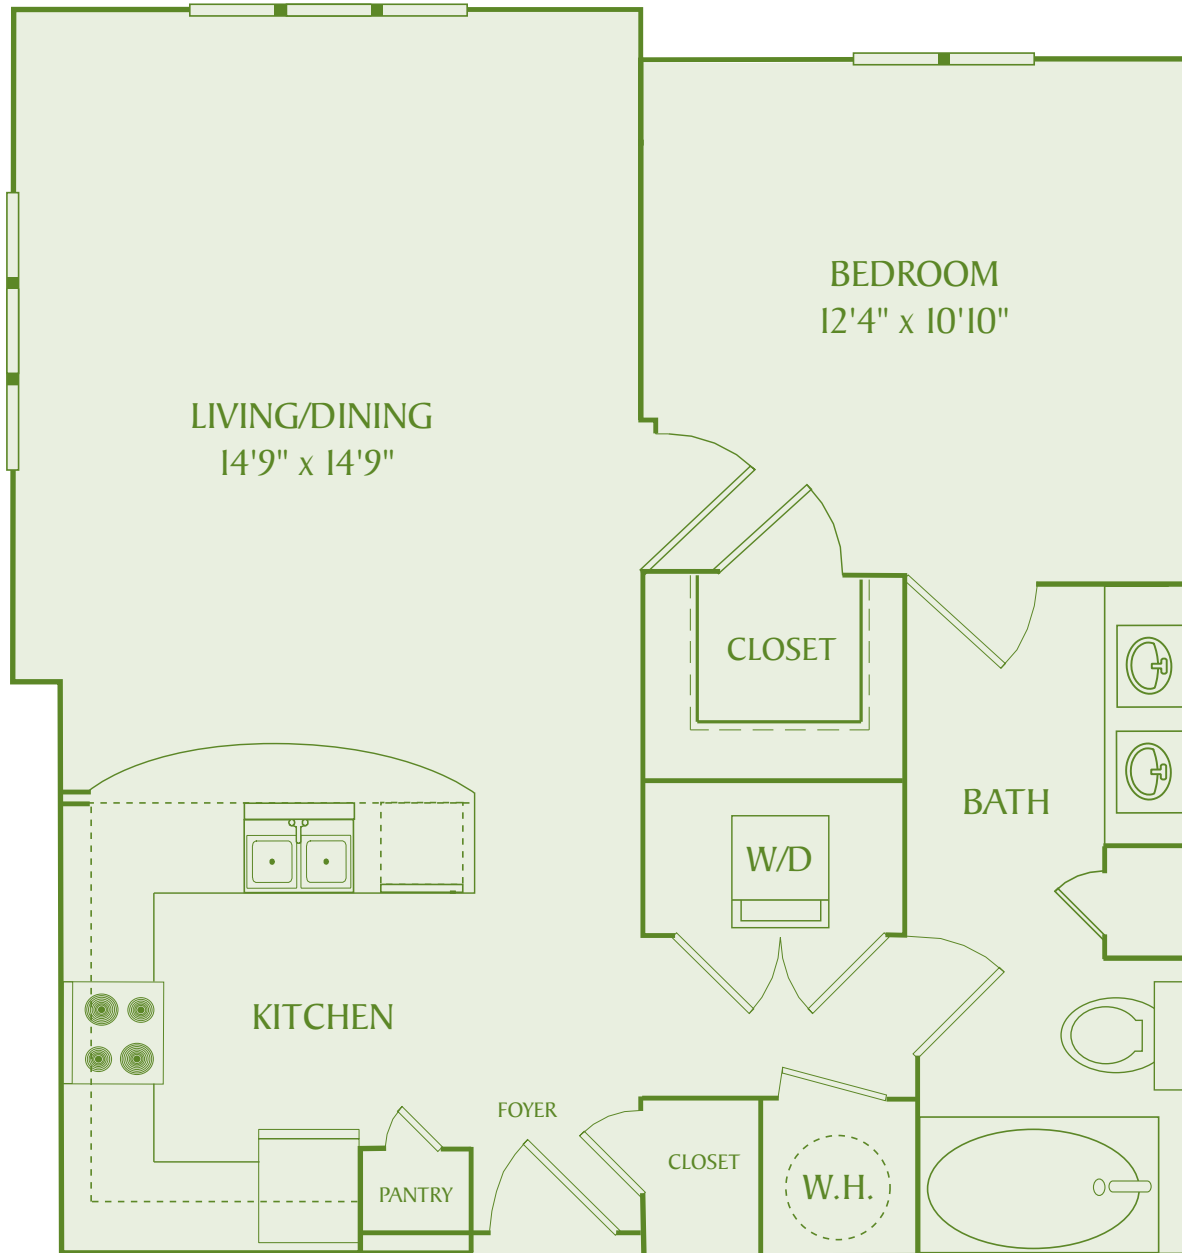 BEDROOM
12'4" x 10'10"
LIVING/DINING
14'9" x 14'9"
CLOSET
BATH
W/D
KITCHEN
FOYER
CLOSET
PANTRY
W.H.